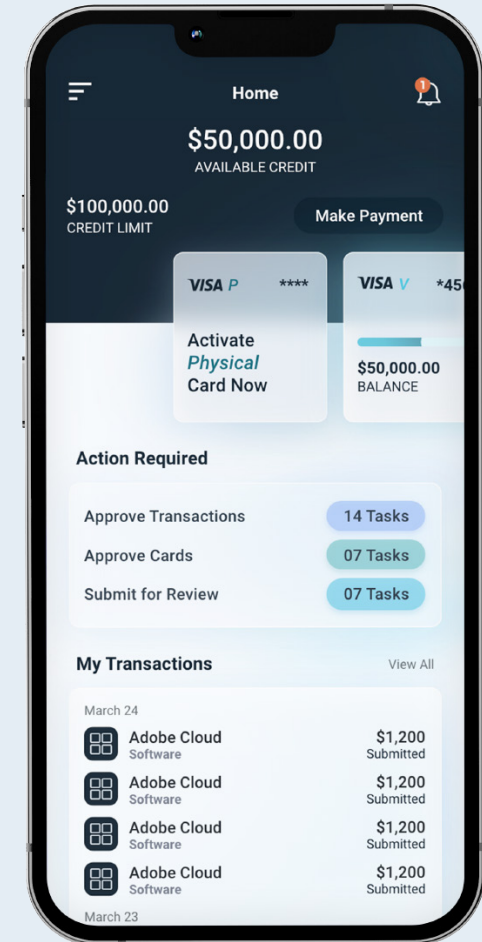 1
Home
$50,000.00
AVAILABLE CREDIT
$100,000.00
CREDIT LIMIT
Make Payment
VISA P ****
Activate
Physical
Card Now
VISA V *450
$50,000.00
BALANCE
Action Required
Approve Transactions 14 Tasks
Approve Cards 07 Tasks
Submit for Review 07 Tasks
My Transactions View All
March 24
Adobe Cloud $1,200
Software Submitted
Adobe Cloud $1,200
Software Submitted
Adobe Cloud $1,200
Software Submitted
Adobe Cloud $1,200
Software Submitted
March 23